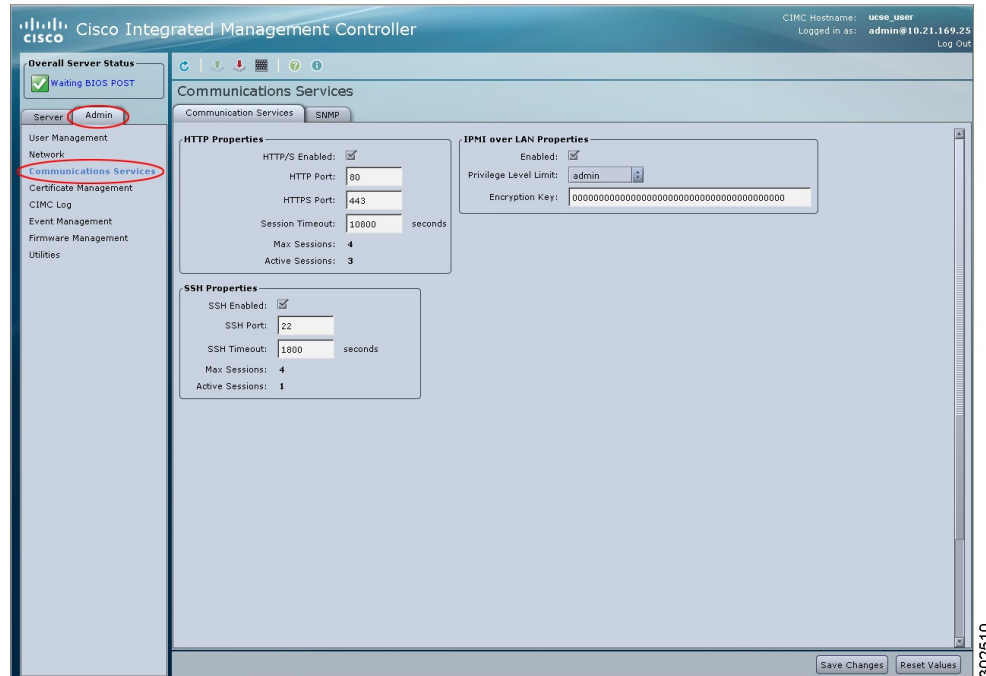 CIMC Hostname: ucse_user
cisco Cisco Integrated Management Controller
Logged in as: admin@10.21.169.25
Log Out
Overall Server Status
Waiting BIOS POST
Server Admin
User Management
Network
Communications Services
Certificate Management
CIMC Log
Event Management
Firmware Management
Utilities
Communications Services
Communication Services SNMP
HTTP Properties
HTTP/S Enabled:
HTTP Port: 80
HTTPS Port: 443
Session Timeout: 10800 seconds
Max Sessions: 4
Active Sessions: 3
IPMI over LAN Properties
Enabled:
Privilege Level Limit: admin
Encryption Key: 0000000000000000000000000000000000000000
SSH Properties
SSH Enabled:
SSH Port: 22
SSH Timeout: 1800 seconds
Max Sessions: 4
Active Sessions: 1
Save Changes Reset Values
302510